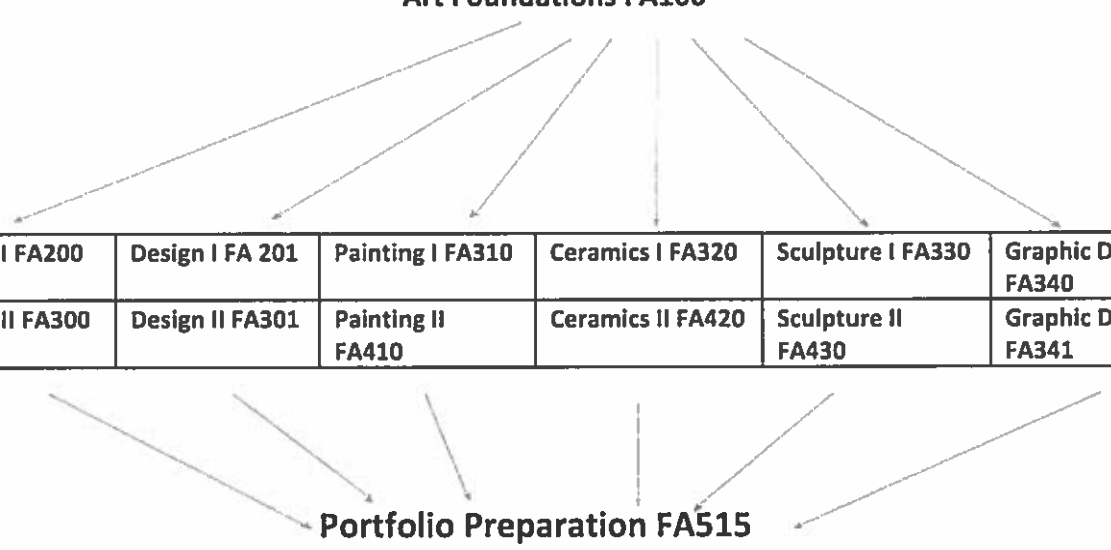 Art Foundations FA100
I FA200 Design I FA 201 Painting I FA310 Ceramics I FA320 Sculpture I FA330 Graphic D
FA340
II FA300 Design II FA301 Painting II Ceramics II FA420 Sculpture II Graphic D
FA410 FA430 FA341
Portfolio Preparation FA515